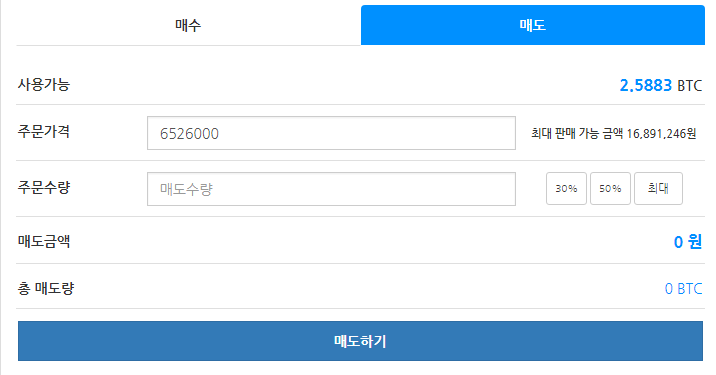 매수 매도
사용가능 2.5883 BTC
주문가격 6526000 최대 판매 가능 금액 16,891,246원
주문수량 매도수량 30% 50% 최대
매도금액 0 원
총 매도량 0 BTC
매도하기